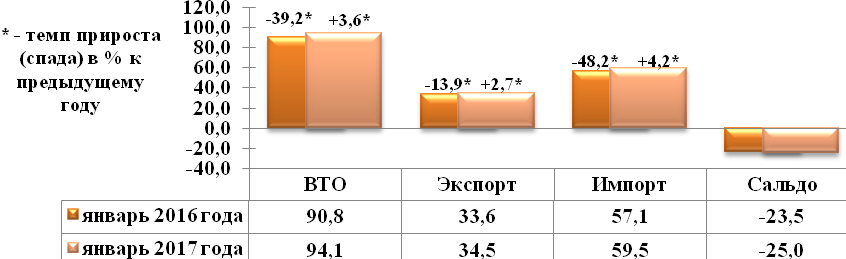 * - темп прироста
(спада) в % к
предыдущему
году
120,0
100,0
80,0
60,0
40,0
20,0
0,0
-20,0
-40,0
-39,2* +3,6*
-13,9* +2,7*
-48,2* +4,2*
ВТО Экспорт Импорт Сальдо
январь 2016 года 90,8 33,6 57,1 -23,5
январь 2017 года 94,1 34,5 59,5 -25,0